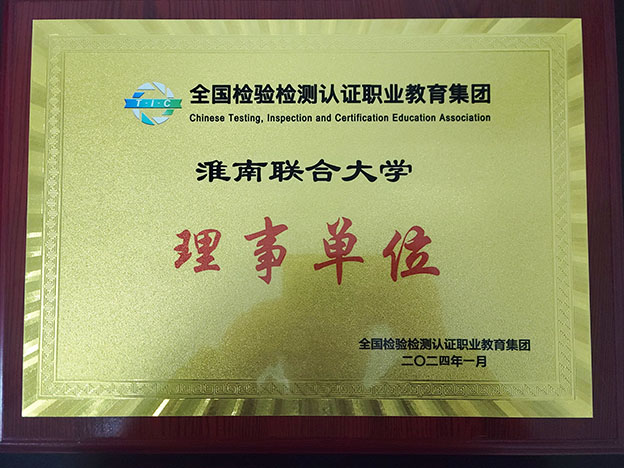 T·I·C
全国检验检测认证职业教育集团
Chinese Testing, Inspection and Certification Education Association
淮南联合大学
理事单位
全国检验检测认证职业教育集团
二〇二四年一月